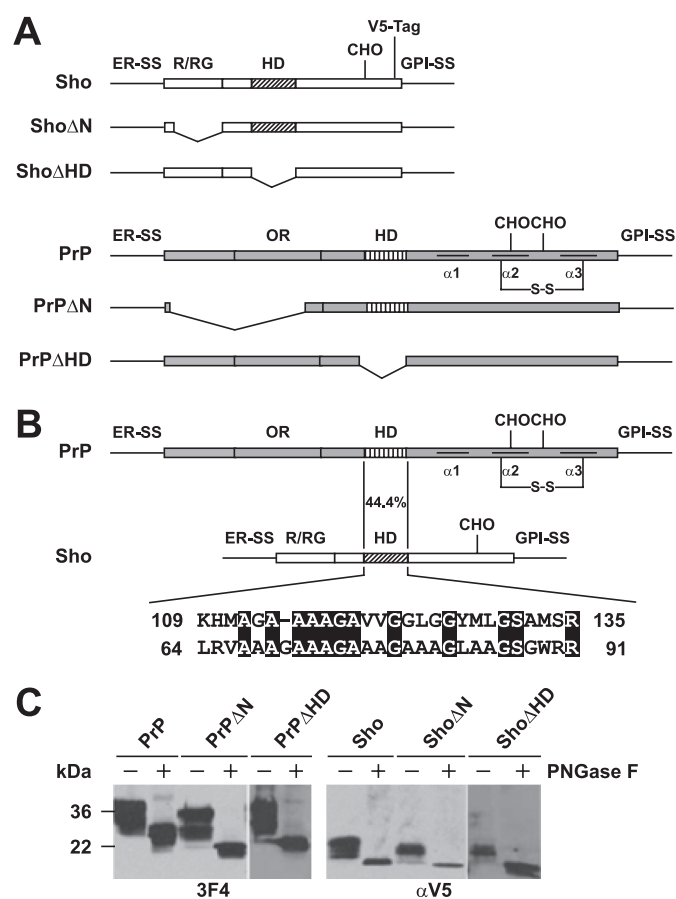 A
V5-Tag
CHO
ER-SS R/RG HD GPI-SS
Sho
ShoΔN
ShoΔHD
CHOCHO
ER-SS OR HD GPI-SS
PrP
α1 α2 α3
S-S
PrPΔN
PrPΔHD
B
CHOCHO
ER-SS OR HD GPI-SS
PrP
α1 α2 α3
S-S
44.4%
CHO
ER-SS R/RG HD GPI-SS
Sho
109 KHMAGA-AAAGAVVGGLGGYMLGSAMSR 135
64 LRVAAAGAAAGAAAGAAAGLAAGSGWRR 91
C
PrP PrPΔN PrPΔHD Sho ShoΔN ShoΔHD
kDa − + − + − + − + − + − + PNGase F
36
22
3F4 αV5